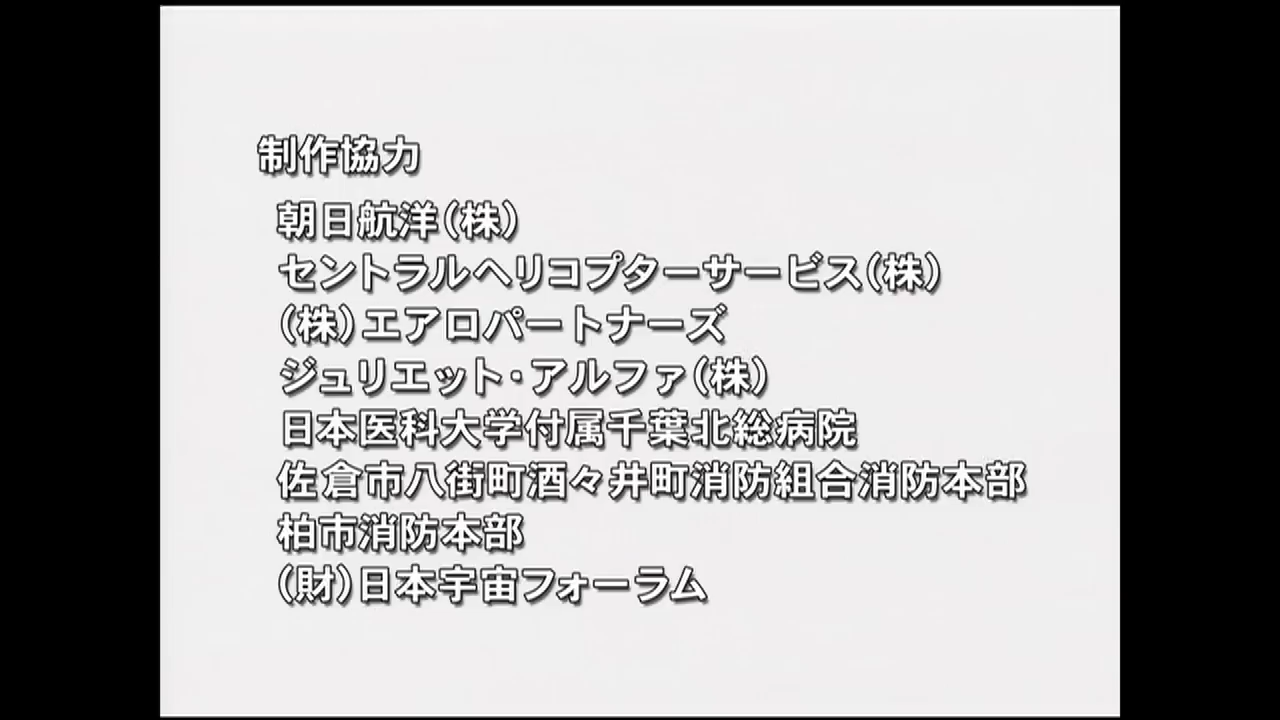 制作協力
朝日航洋（株）
セントラルヘリコプターサービス（株）
（株）エアロパートナーズ
ジュリエット・アルファ（株）
日本医科大学付属千葉北総病院
佐倉市八街町酒々井町消防組合消防本部
柏市消防本部
（財）日本宇宙フォーラム